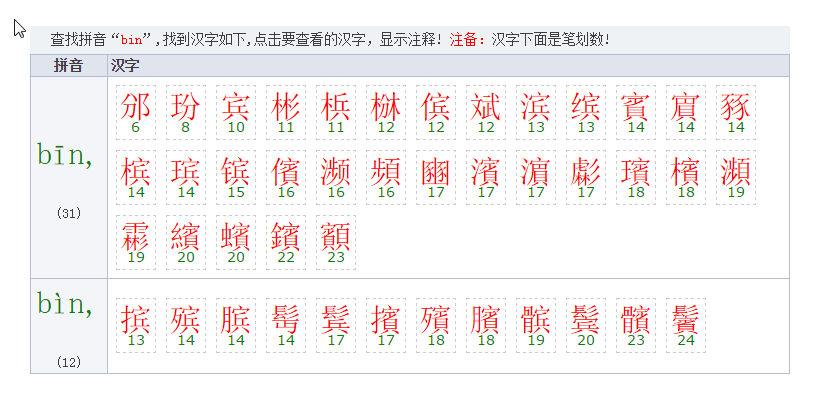 查找拼音“bin”,找到汉字如下,点击要查看的汉字，显示注释! 注备：汉字下面是笔划数!
拼音 汉字
邠 玢 宾 彬 梹 椕 傧 斌 滨 缤 賓 賔 豩
6 8 10 11 11 12 12 12 13 13 14 14 14
bīn,
槟 瑸 镔 儐 濒 頻 豳 濱 濵 虨 璸 檳 瀕
14 14 15 16 16 16 17 17 17 17 18 18 19
(31)
霦 繽 蠙 鑌 顮
19 20 20 22 23
bìn,
摈 殡 膑 髩 鬂 擯 殯 臏 髌 鬓 髕 鬢
13 14 14 14 17 17 18 18 19 20 23 24
(12)